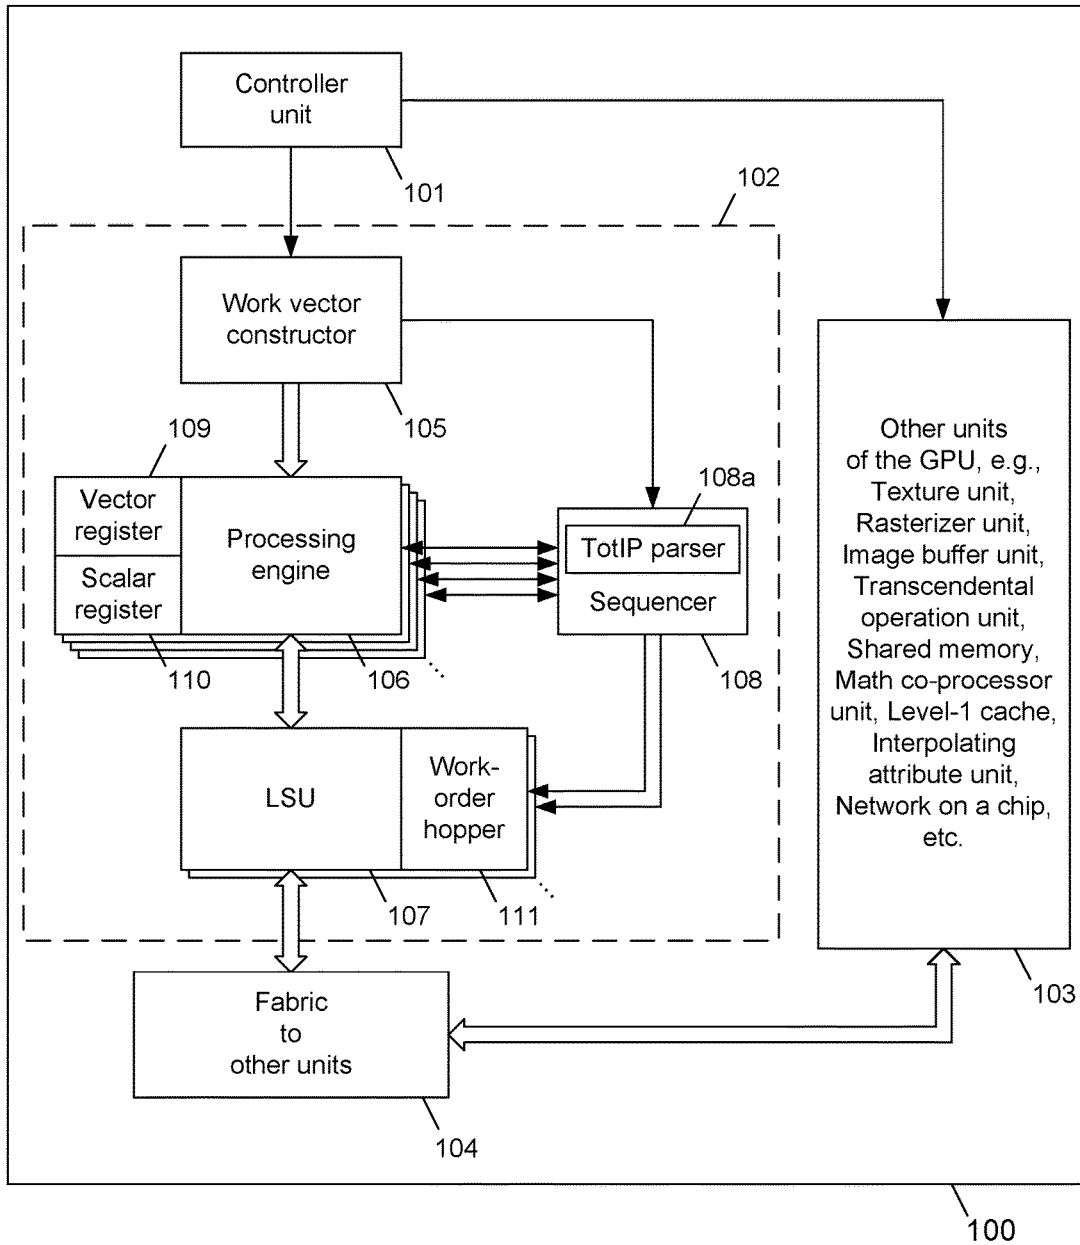 Controller
unit
101
102
Work vector
constructor
105
109
Vector
register
Scalar
register
Processing
engine
110
106
108a
TotIP parser
Sequencer
108
LSU
Work-
order
hopper
107
111
Other units
of the GPU, e.g.,
Texture unit,
Rasterizer unit,
Image buffer unit,
Transcendental
operation unit,
Shared memory,
Math co-processor
unit, Level-1 cache,
Interpolating
attribute unit,
Network on a chip,
etc.
103
Fabric
to
other units
104
100